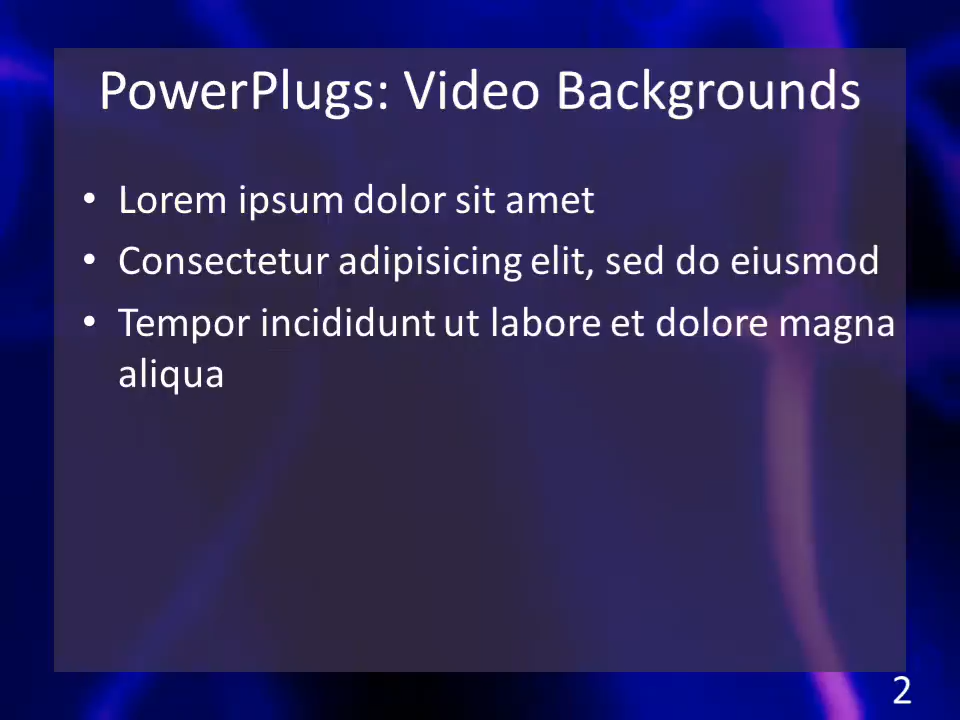 PowerPlugs: Video Backgrounds
• Lorem ipsum dolor sit amet
• Consectetur adipisicing elit, sed do eiusmod
• Tempor incididunt ut labore et dolore magna
aliqua
2